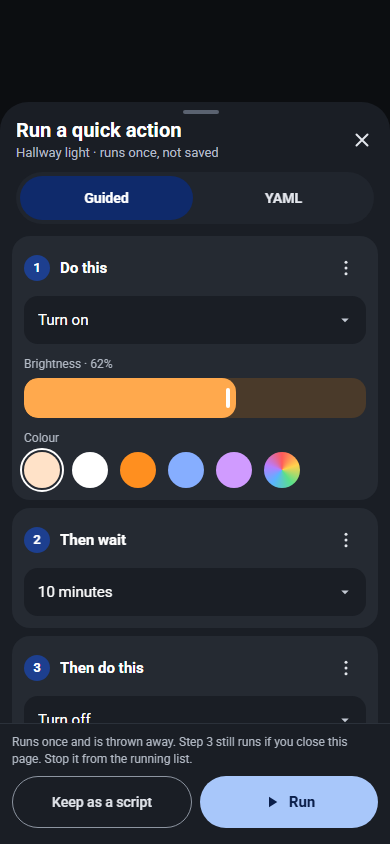 Run a quick action
Hallway light · runs once, not saved
Guided
YAML
1 Do this
Turn on
Brightness · 62%
Colour
2 Then wait
10 minutes
3 Then do this
Turn off
Runs once and is thrown away. Step 3 still runs if you close this
page. Stop it from the running list.
Keep as a script
Run